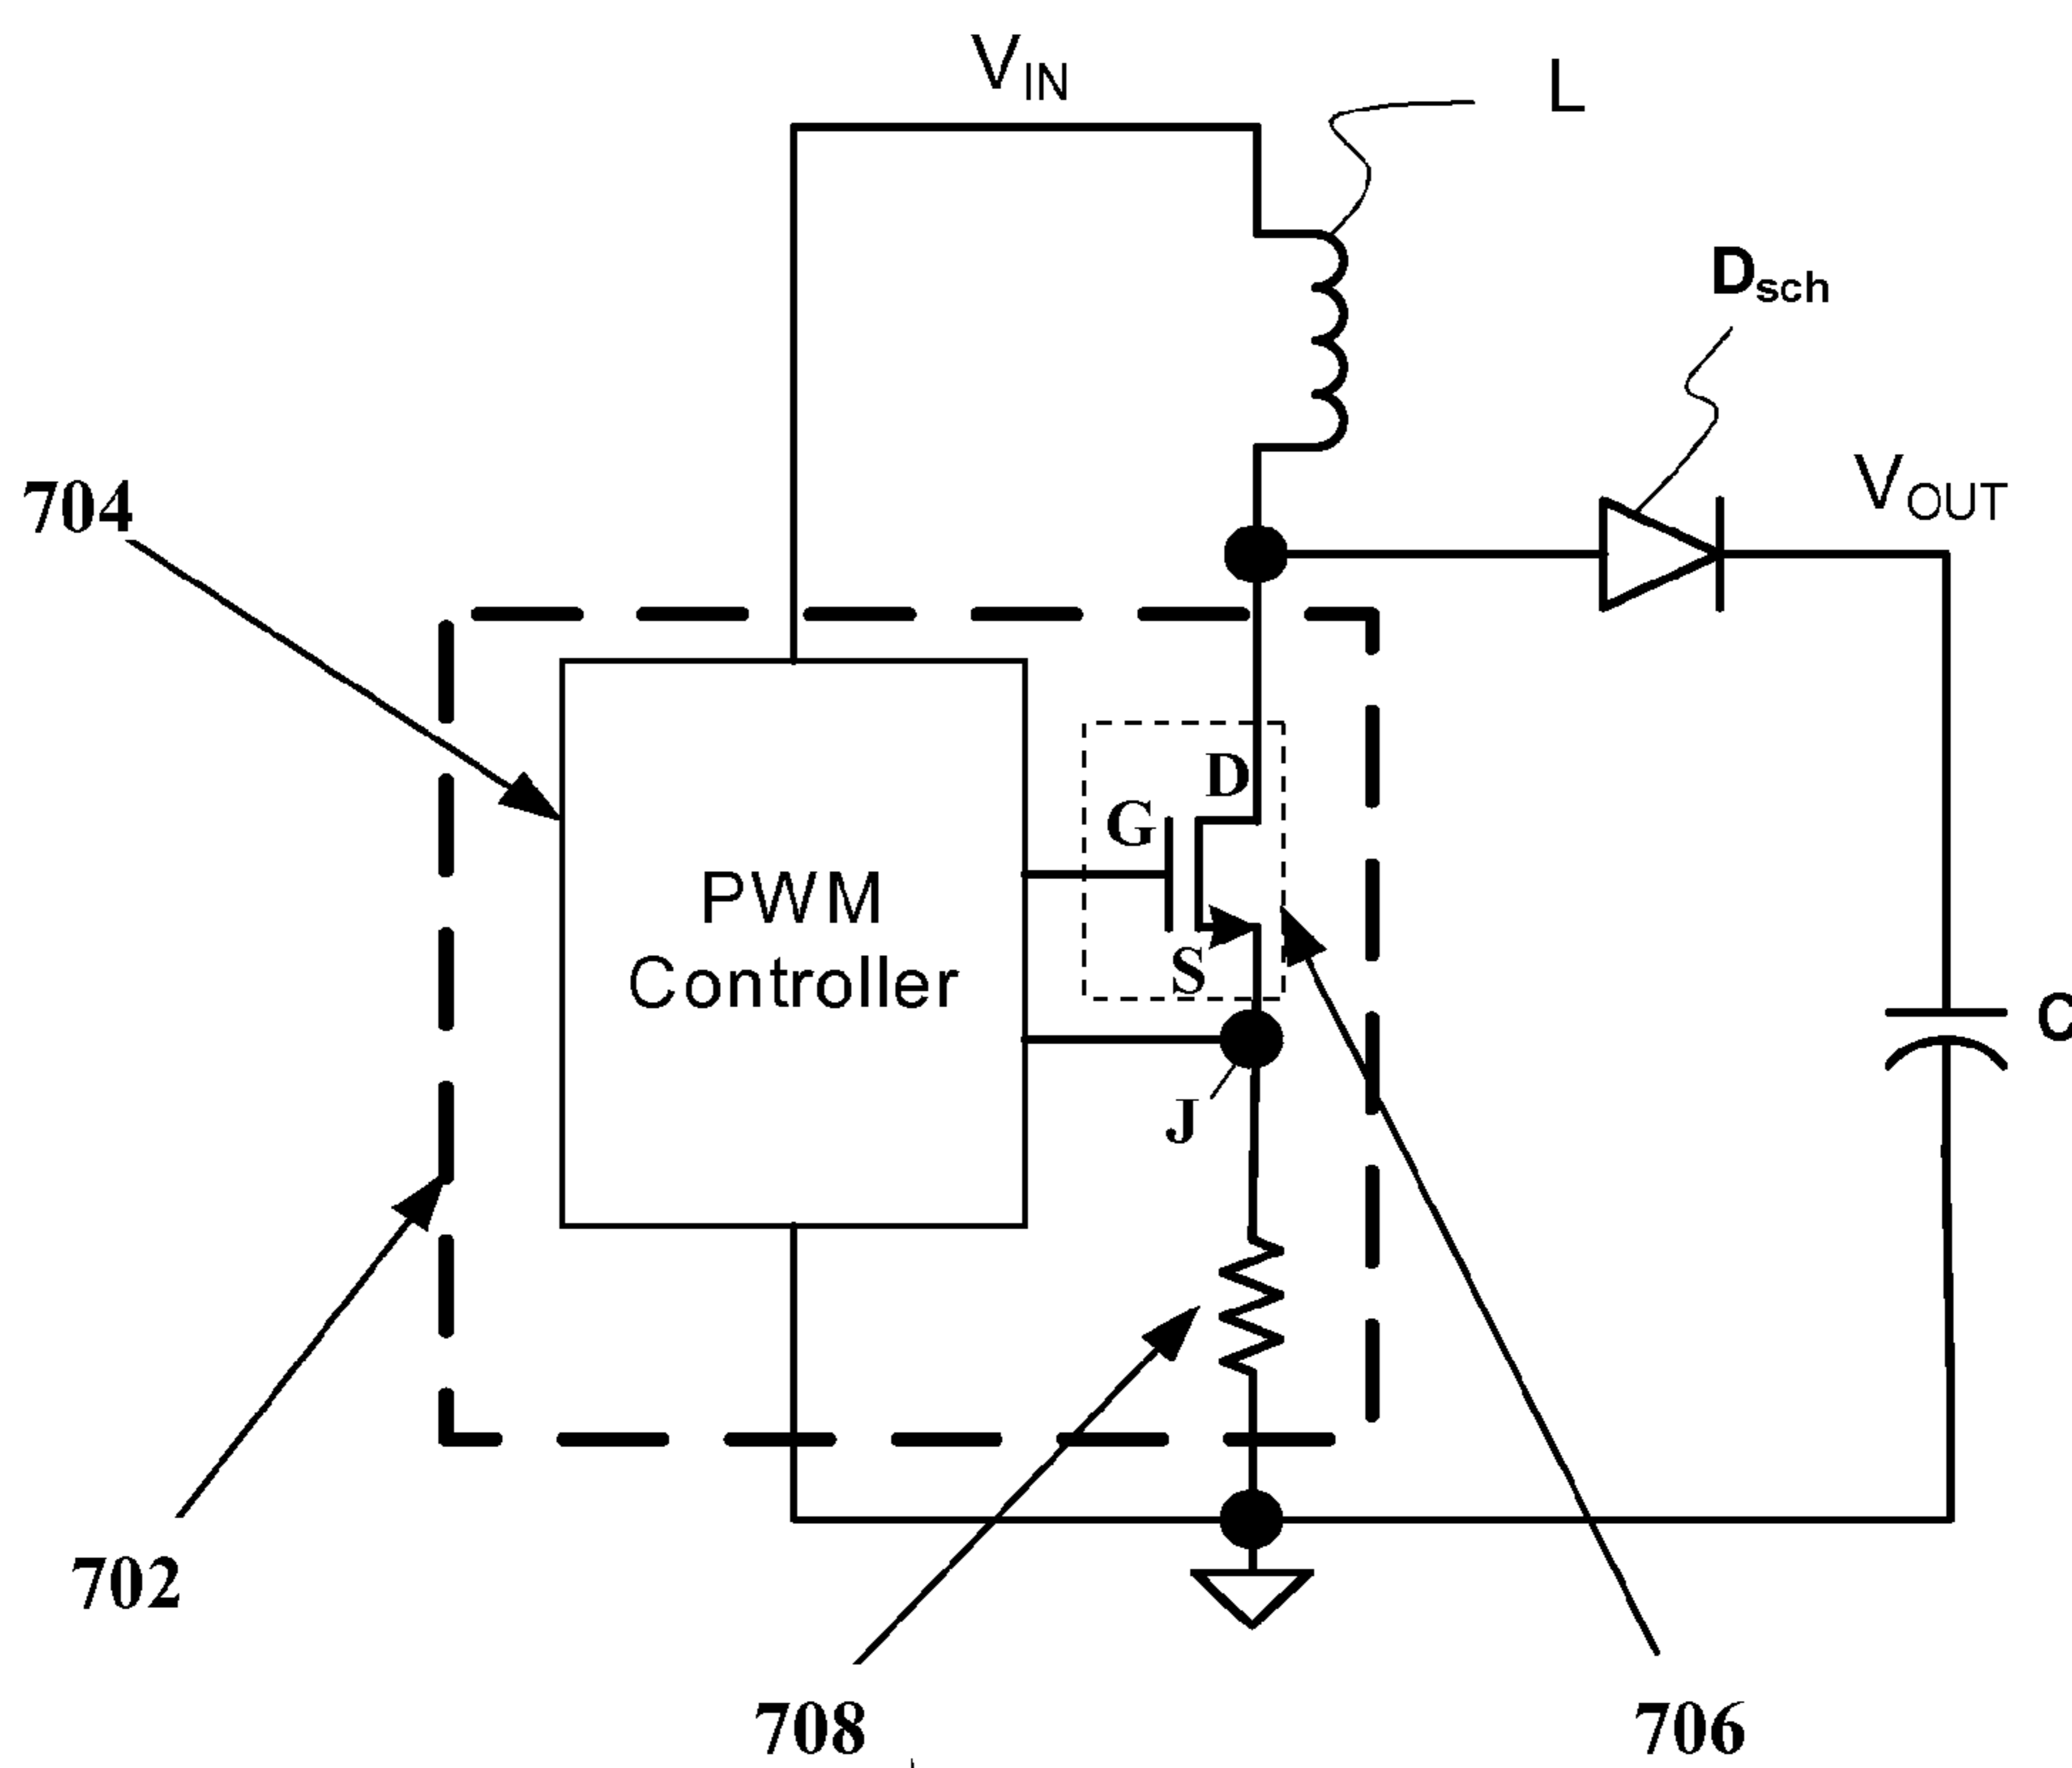 VIN
L
Dsch
VOUT
704
D
G
PWM
Controller
S
C
J
702
708
706